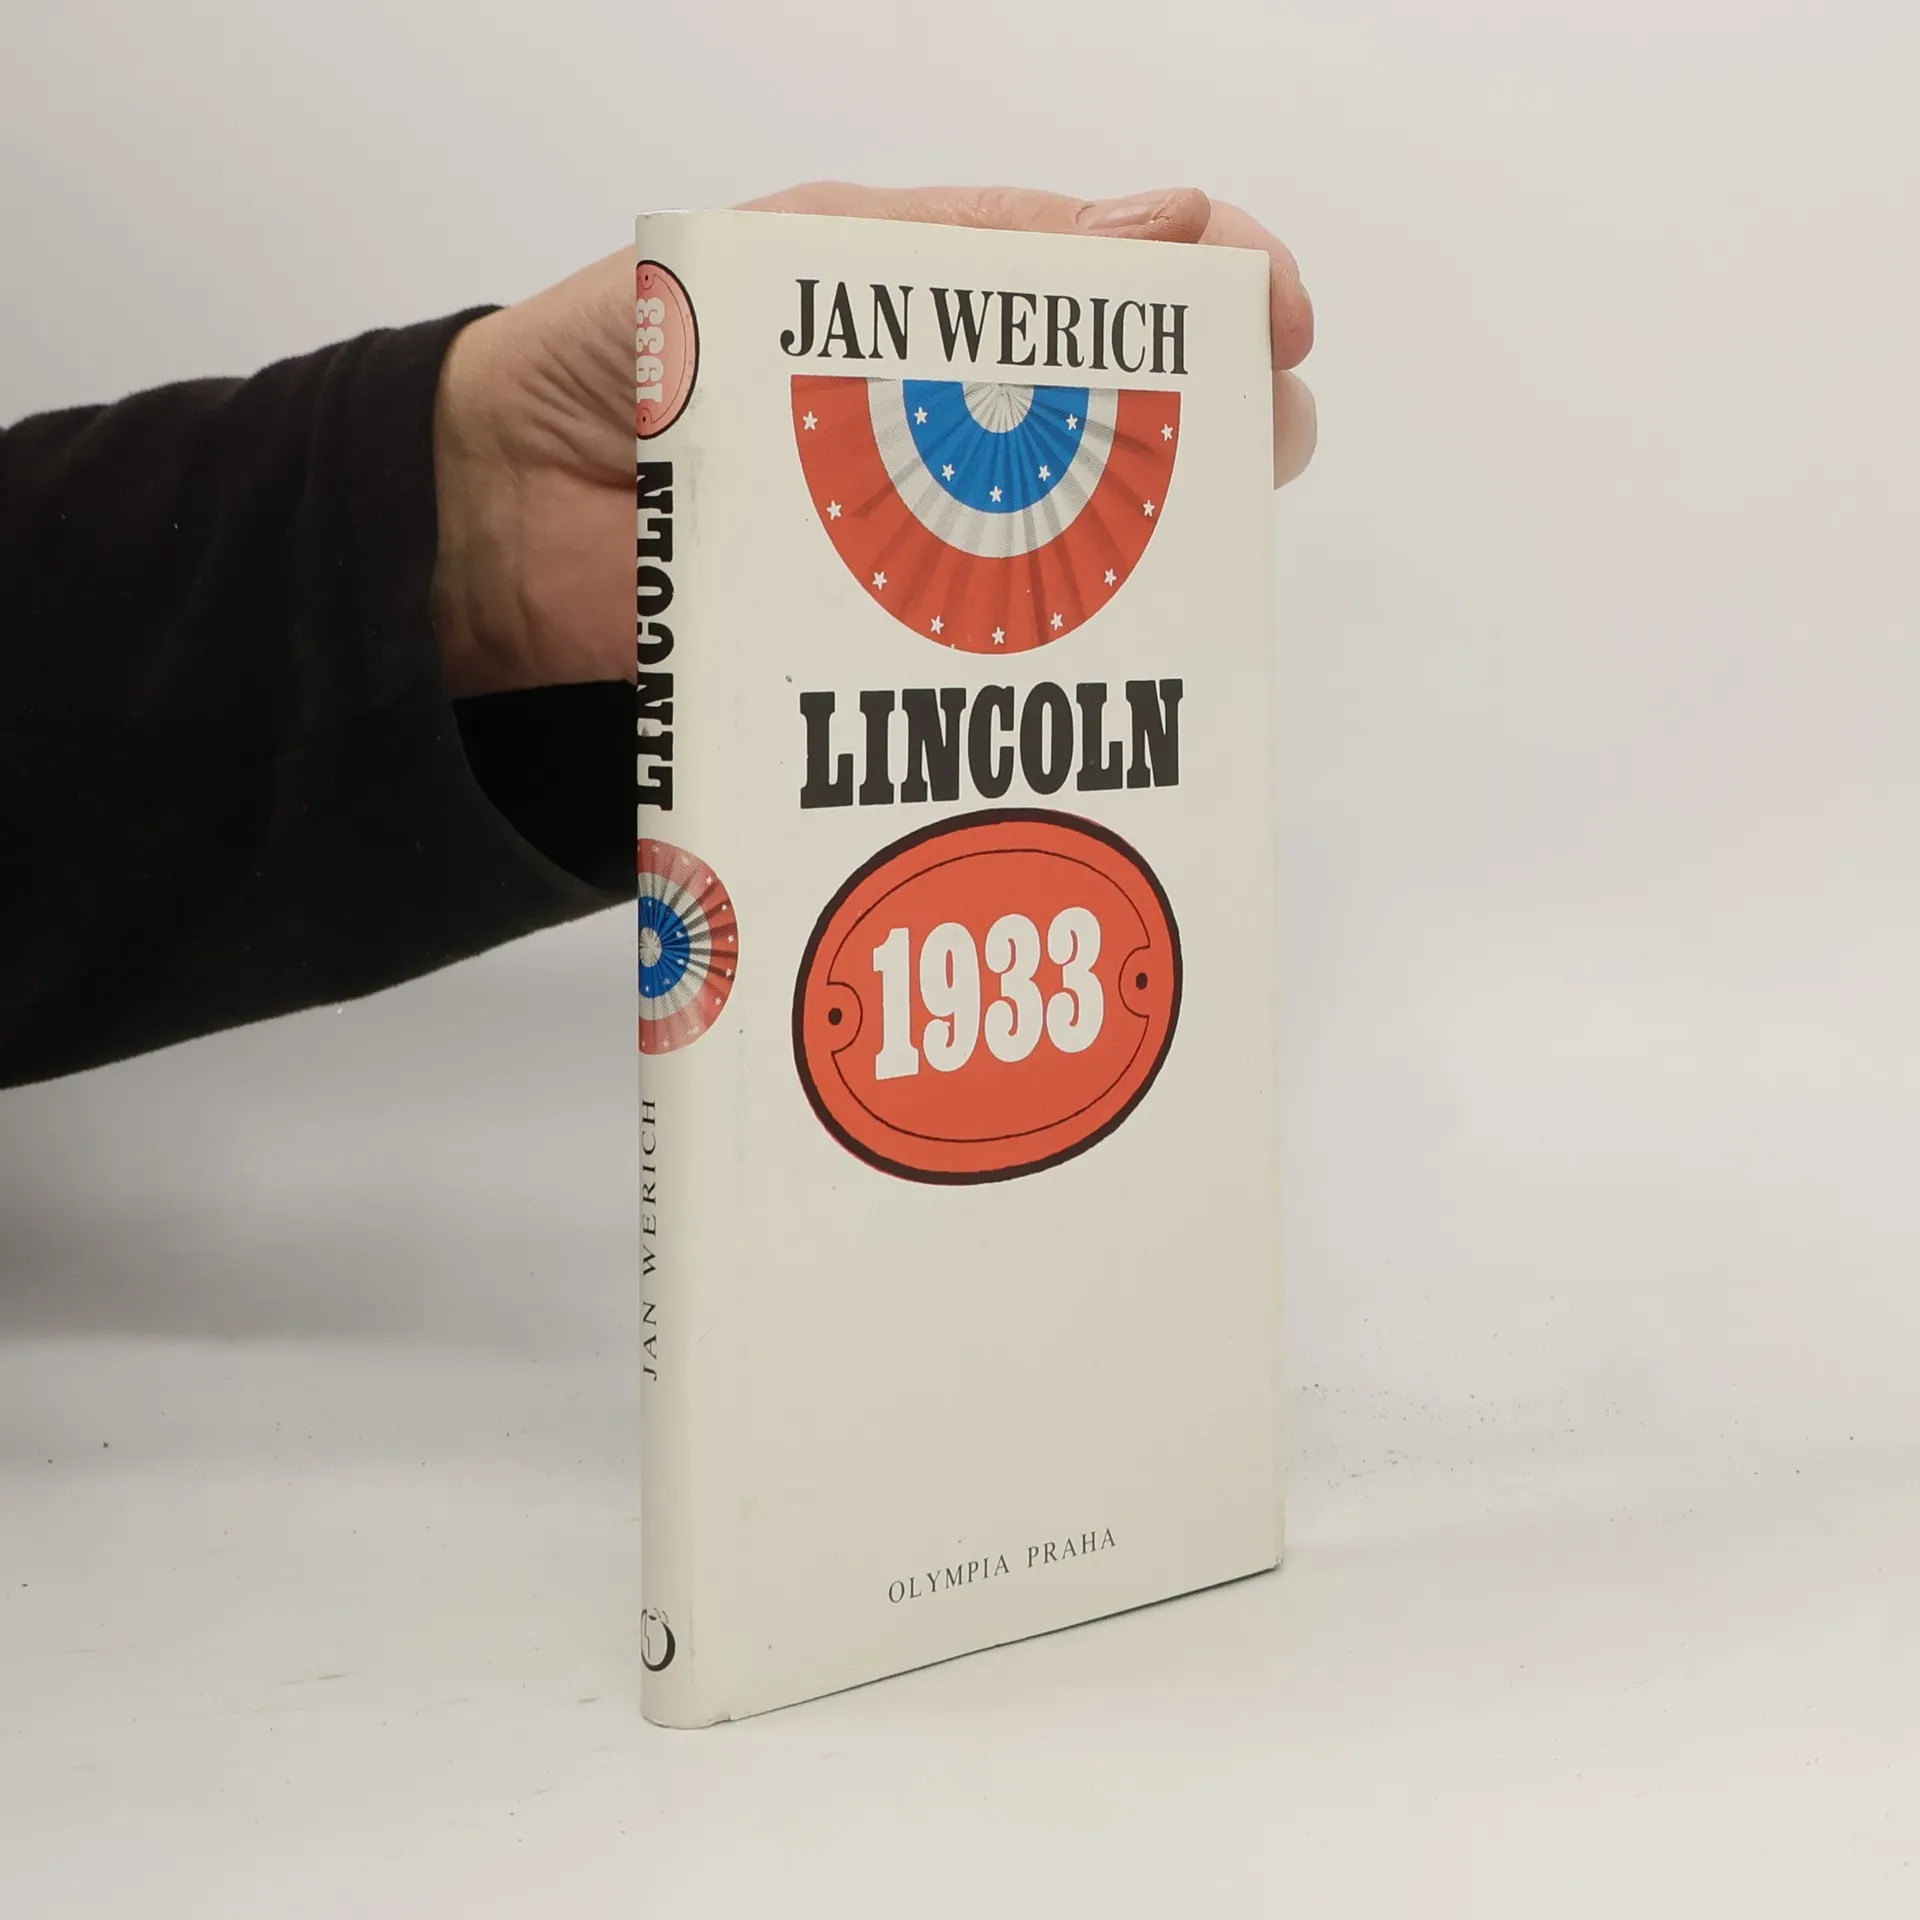 JAN WERICH
LINCOLN
1933
OLYMPIA PRAHA
1933
LINCOLN
JAN WERICH